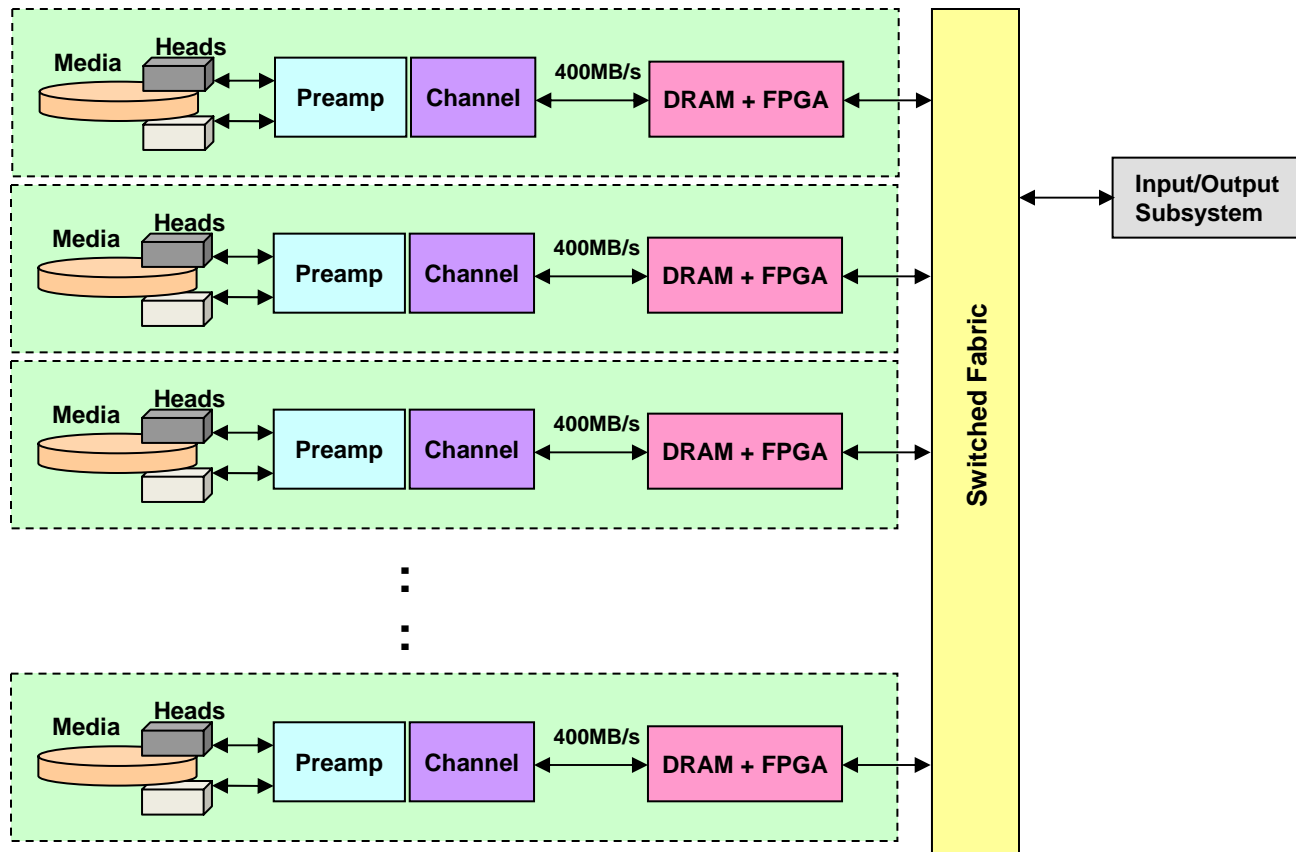 Heads
Media
Preamp
Channel
400MB/s
DRAM + FPGA
Heads
Media
Preamp
Channel
400MB/s
DRAM + FPGA
Heads
Media
Preamp
Channel
400MB/s
DRAM + FPGA
:
:
Heads
Media
Preamp
Channel
400MB/s
DRAM + FPGA
Switched Fabric
Input/Output
Subsystem